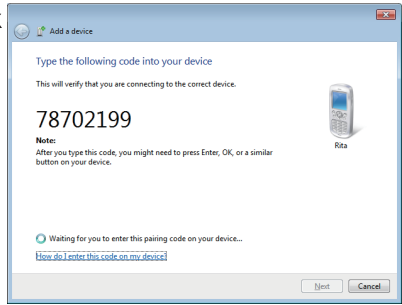 Add a device
Type the following code into your device
This will verify that you are connecting to the correct device.
78702199
Note:
After you type this code, you might need to press Enter, OK, or a similar
button on your device.
Rita
Waiting for you to enter this pairing code on your device...
How do I enter this code on my device?
Next Cancel